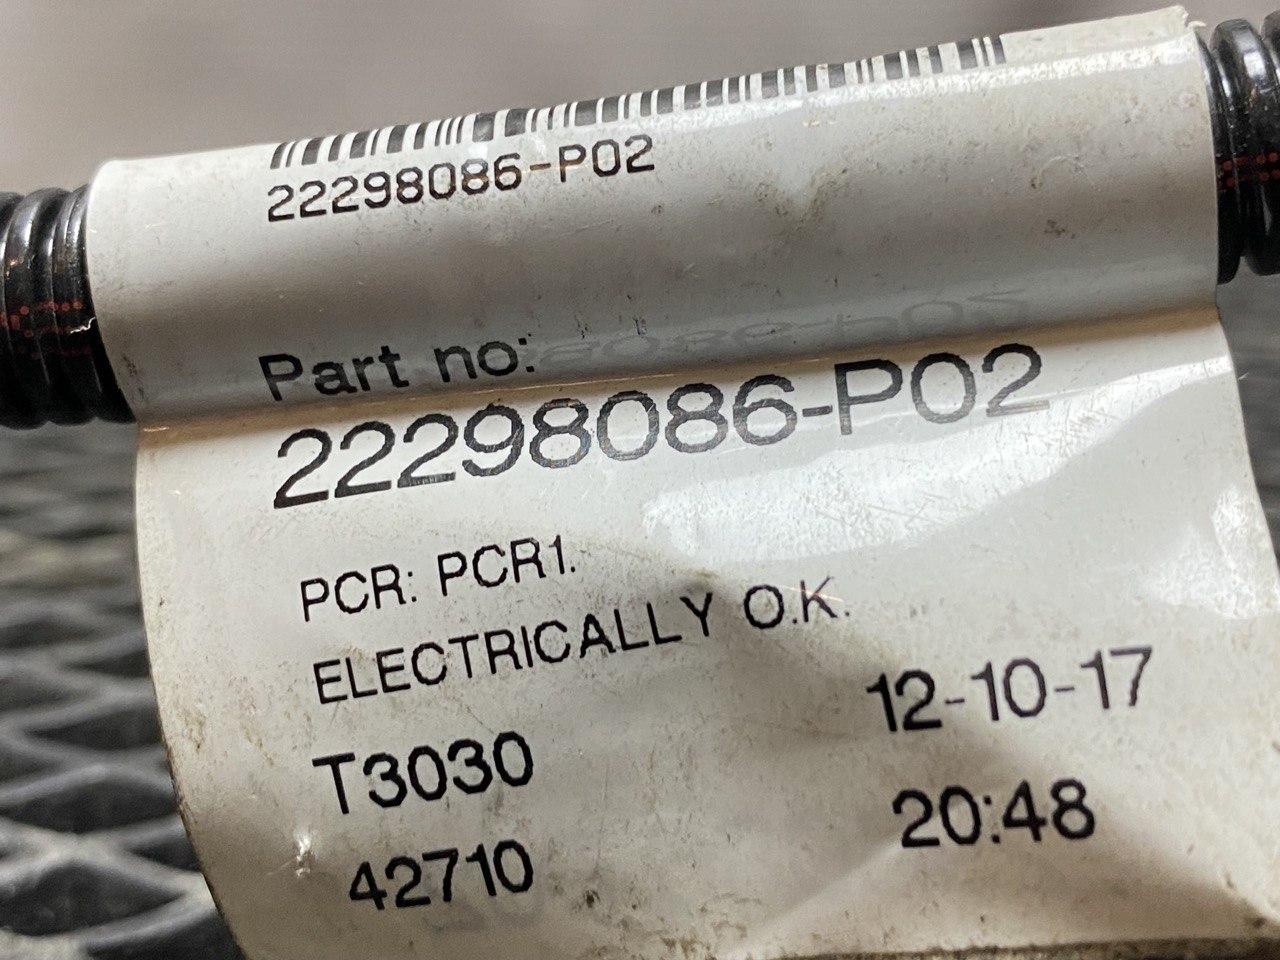 22298086-P02
Part no:
22298086-P02
PCR: PCR1.
ELECTRICALLY O.K.
T3030 12-10-17
42710 20:48